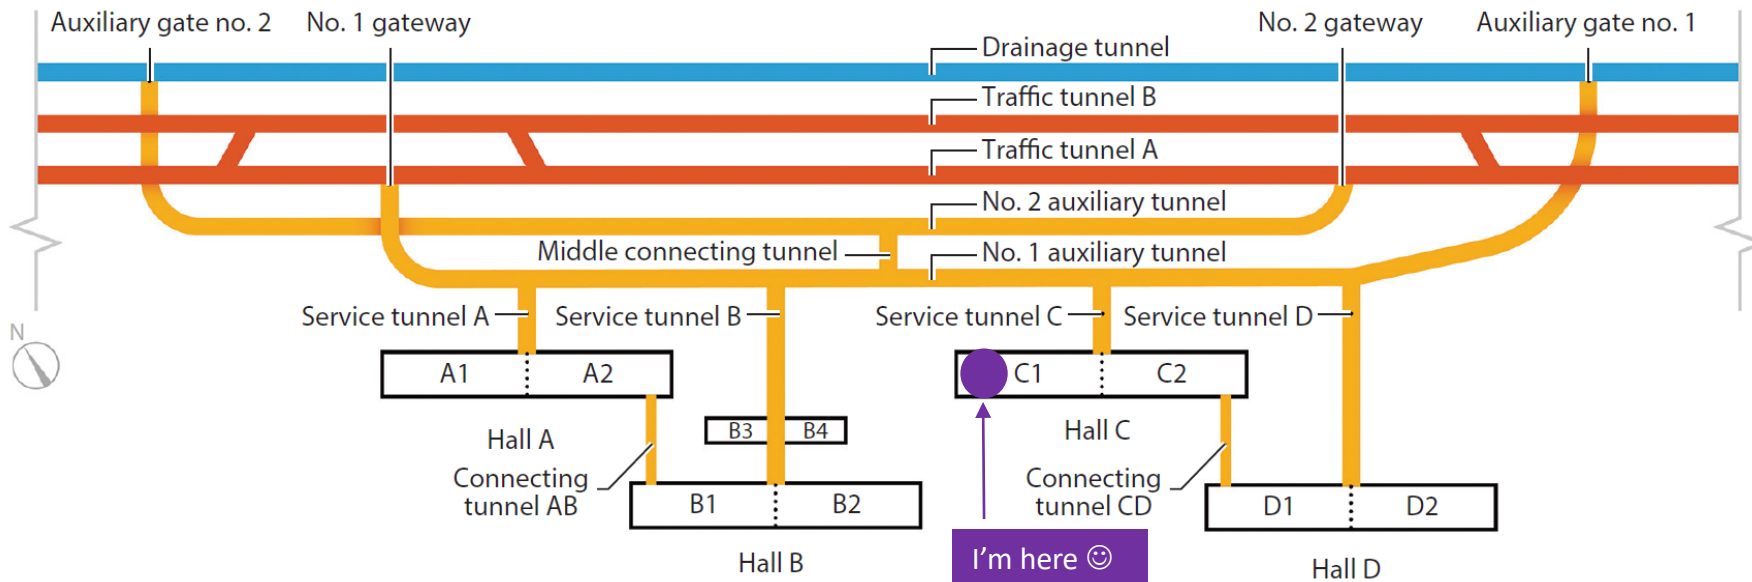 Auxiliary gate no. 2
No. 1 gateway
No. 2 gateway
Auxiliary gate no. 1
Drainage tunnel
Traffic tunnel B
Traffic tunnel A
No. 2 auxiliary tunnel
Middle connecting tunnel
No. 1 auxiliary tunnel
Service tunnel A
Service tunnel B
Service tunnel C
Service tunnel D
N
A1
A2
C1
C2
B3
B4
Hall A
Hall C
Connecting
tunnel AB
Connecting
tunnel CD
B1
B2
D1
D2
Hall B
I'm here ☺
Hall D